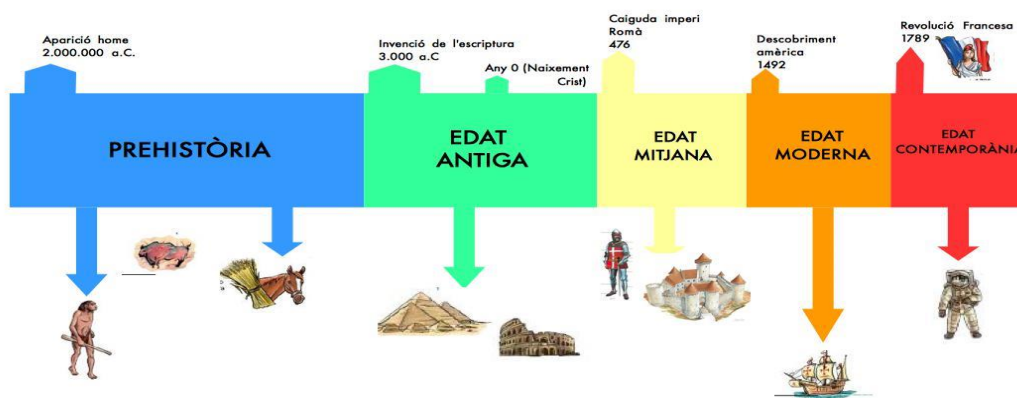 Aparició home
2.000.000 a.C.
Invenció de l'escriptura
3.000 a.C
Any 0 (Naixement
Crist)
Caiguda imperi
Romà
476
Descobriment
amèrica
1492
Revolució Francesa
1789
PREHISTÒRIA
EDAT
ANTIGA
EDAT
MITJANA
EDAT
MODERNA
EDAT
CONTEMPORÀNIA